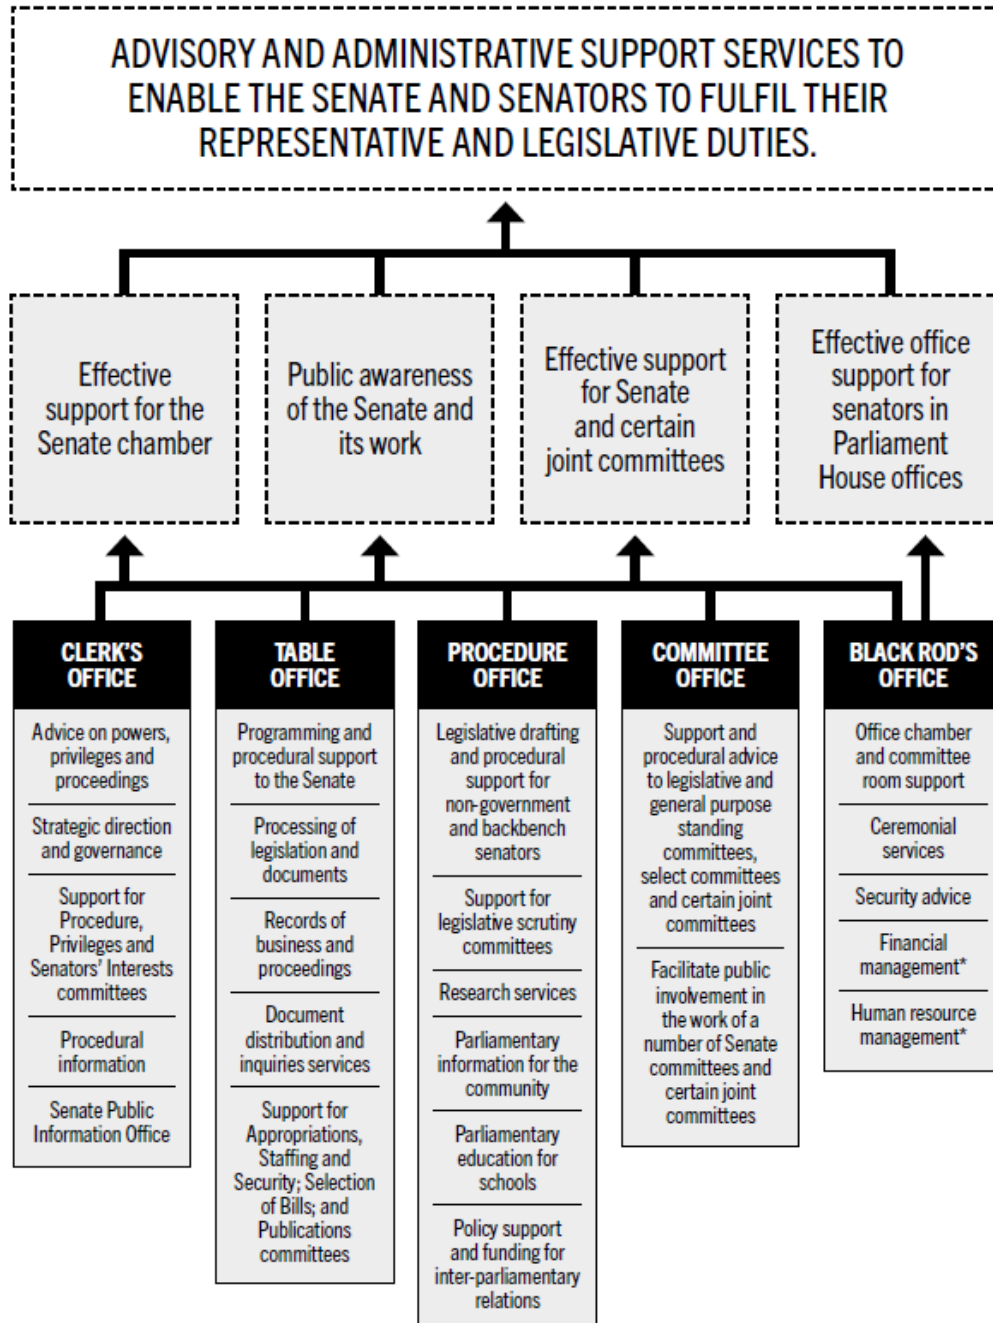 ADVISORY AND ADMINISTRATIVE SUPPORT SERVICES TO
ENABLE THE SENATE AND SENATORS TO FULFIL THEIR
REPRESENTATIVE AND LEGISLATIVE DUTIES.
Effective
support for the
Senate chamber
Public awareness
of the Senate and
its work
Effective support
for Senate
and certain
joint committees
Effective office
support for
senators in
Parliament
House offices
CLERK'S
OFFICE
Advice on powers,
privileges and
proceedings
Strategic direction
and governance
Support for
Procedure,
Privileges and
Senators' Interests
committees
Procedural
information
Senate Public
Information Office
TABLE
OFFICE
Programming and
procedural support
to the Senate
Processing of
legislation and
documents
Records of
business and
proceedings
Document
distribution and
inquiries services
Support for
Appropriations,
Staffing and
Security; Selection
of Bills; and
Publications
committees
PROCEDURE
OFFICE
Legislative drafting
and procedural
support for
non-government
and backbench
senators
Support for
legislative scrutiny
committees
Research services
Parliamentary
information for the
community
Parliamentary
education for
schools
Policy support
and funding for
inter-parliamentary
relations
COMMITTEE
OFFICE
Support and
procedural advice
to legislative and
general purpose
standing
committees,
select committees
and certain joint
committees
Facilitate public
involvement in
the work of a
number of Senate
committees and
certain joint
committees
BLACK ROD'S
OFFICE
Office chamber
and committee
room support
Ceremonial
services
Security advice
Financial
management*
Human resource
management*